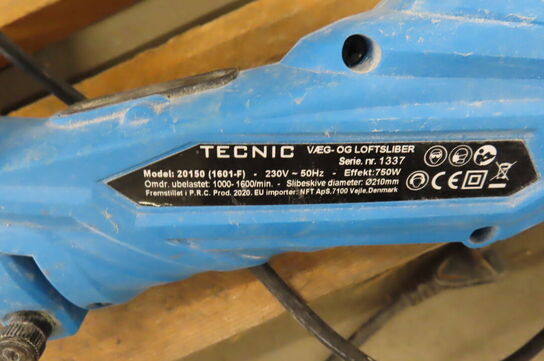 TECNIC VÆG- OG LOFTSLIBER
Serie. nr. 1337
Model: 20150 (1601-F) - 230V ~ 50Hz - Effekt: 750W
Omdr. ubelastet: 1000-1600/min. - Slibeskive diameter: Ø210mm
Fremstillet i P.R.C. Prod. 2020. EU importør: NFT ApS,7100 Vejle,Denmark